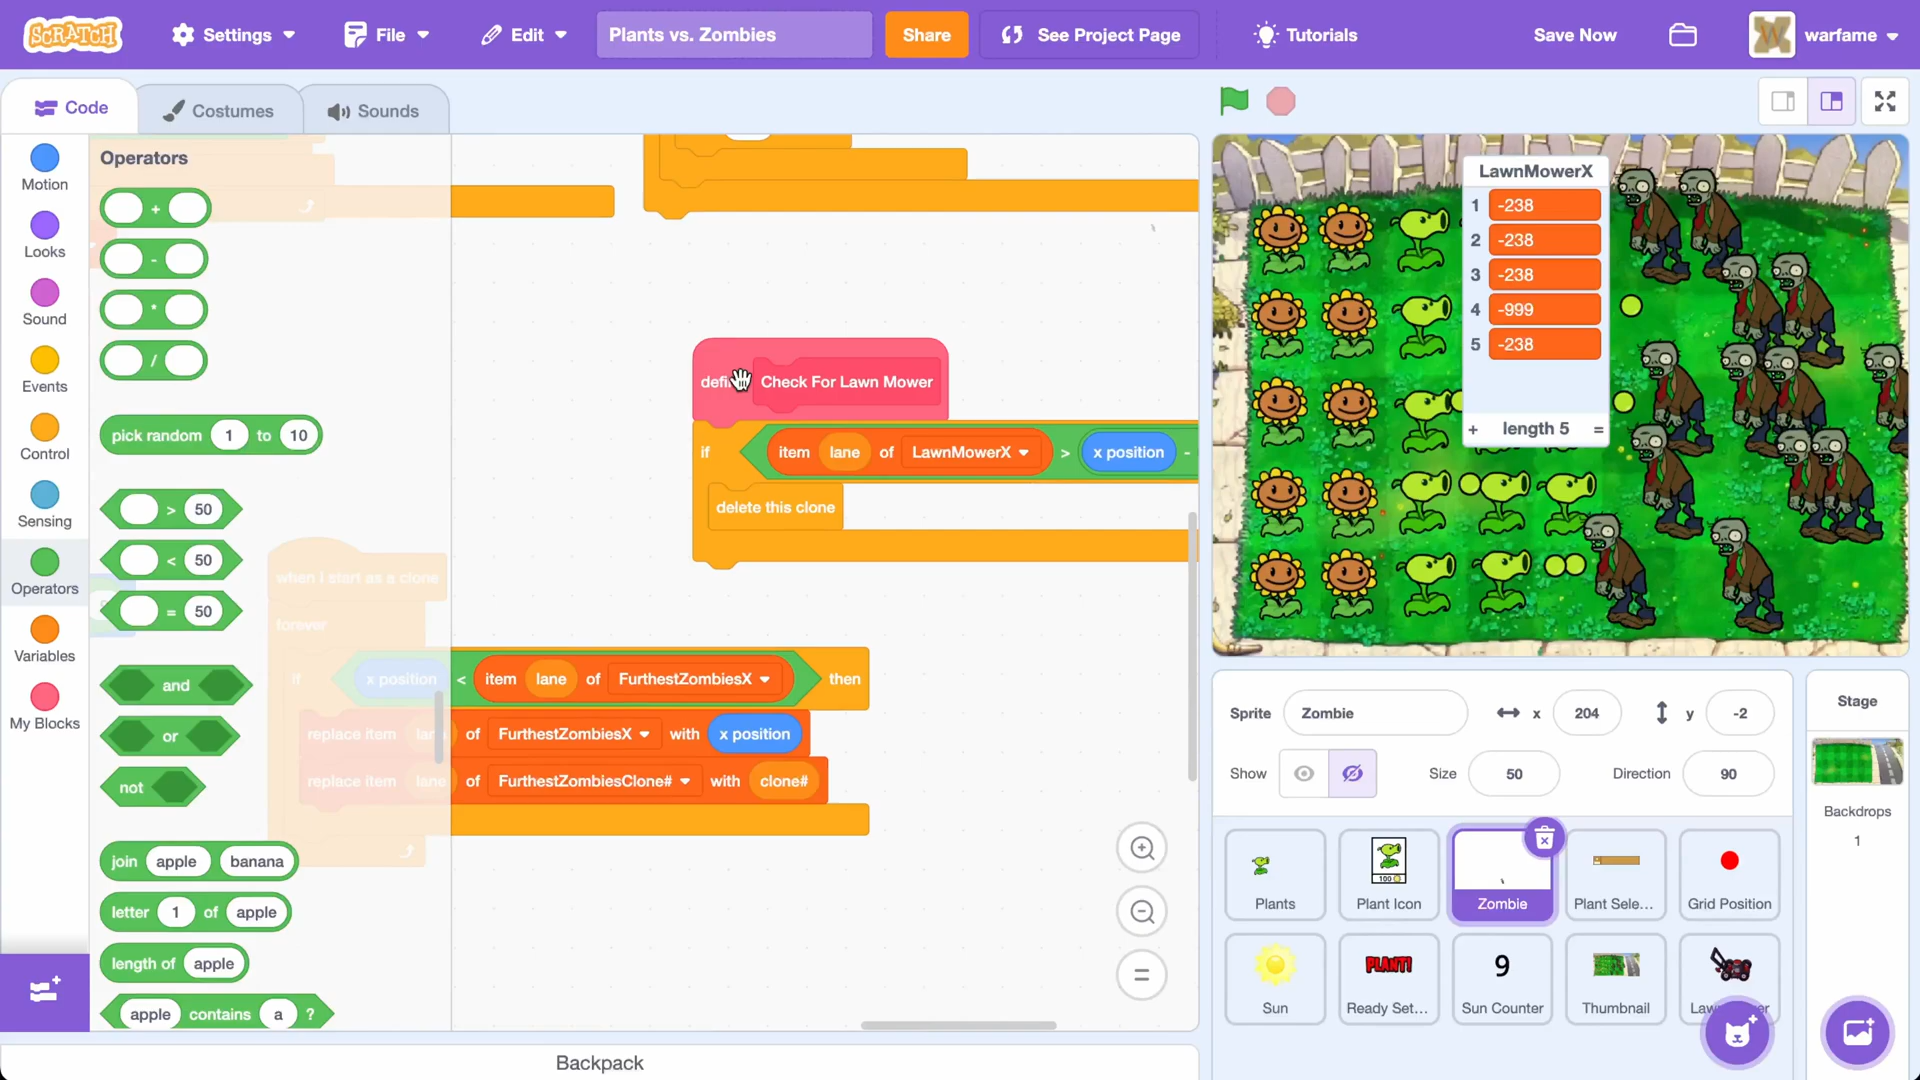 SCRATCH
Settings
File
Edit
Plants vs. Zombies
Share
See Project Page
Tutorials
Save Now
W
warfame
Code
Costumes
Sounds
Motion
Looks
Sound
Events
Control
Sensing
Operators
Variables
My Blocks
Operators
+
-
*
/
pick random 1 to 10
> 50
< 50
= 50
and
or
not
join apple banana
letter 1 of apple
length of apple
apple contains a ?
Check For Lawn Mower
if item lane of LawnMowerX > x position -
delete this clone
when I start as a clone
forever
if x position < item lane of FurthestZombiesX then
replace item lane of FurthestZombiesX with x position
replace item lane of FurthestZombiesClone# with clone#
=
Backpack
LawnMowerX
1 -238
2 -238
3 -238
4 -999
5 -238
+ length 5 =
Sprite Zombie x 204 y -2
Show Size 50 Direction 90
Stage
Backdrops
1
100
Plants
Plant Icon
Zombie
Plant Sele...
Grid Position
PLANT!
9
Sun
Ready Set...
Sun Counter
Thumbnail